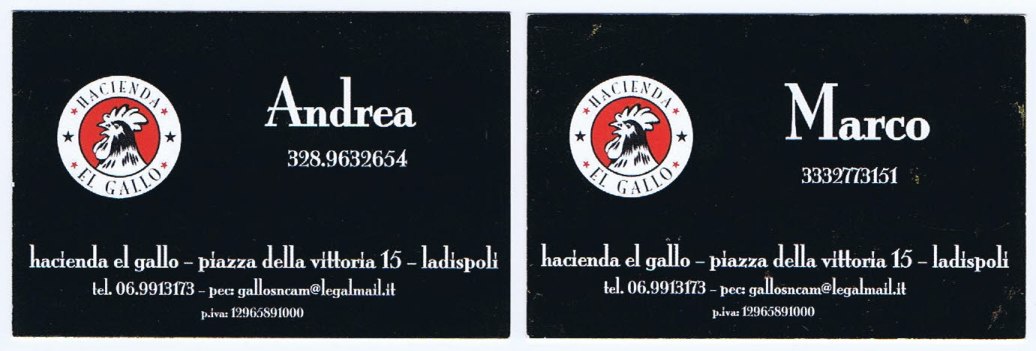 HACIENDA
EL GALLO
Andrea
328.9632654
hacienda el gallo – piazza della vittoria 15 – ladispoli
tel. 06.9913173 – pec: gallosncam@legalmail.it
p.iva: 12965891000
HACIENDA
EL GALLO
Marco
3332773151
hacienda el gallo – piazza della vittoria 15 – ladispoli
tel. 06.9913173 – pec: gallosncam@legalmail.it
p.iva: 12965891000